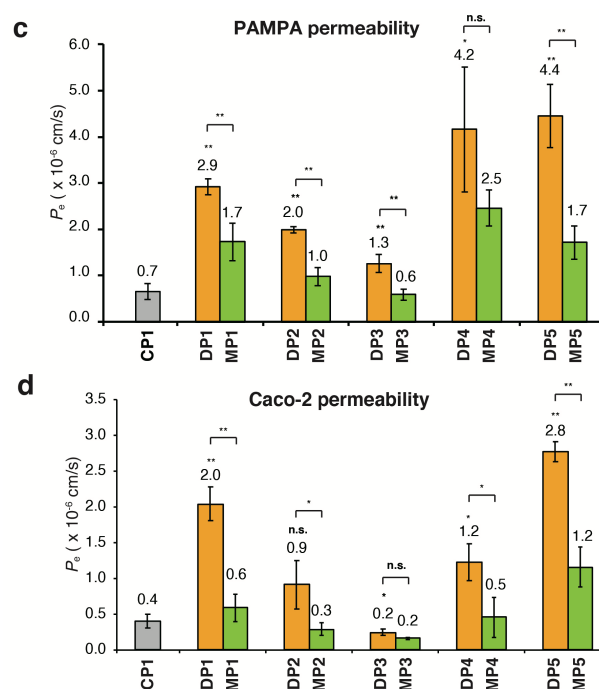 c
PAMPA permeability
Pe ( x 10-6 cm/s)
6.0
5.0
4.0
3.0
2.0
1.0
0.0
0.7
**
**
2.9
1.7
**
**
2.0
1.0
**
**
1.3
0.6
n.s.
*
4.2
2.5
**
**
4.4
1.7
CP1
DP1
MP1
DP2
MP2
DP3
MP3
DP4
MP4
DP5
MP5
d
Caco-2 permeability
Pe ( x 10-6 cm/s)
3.5
3.0
2.5
2.0
1.5
1.0
0.5
0.0
0.4
**
**
2.0
0.6
*
n.s.
0.9
0.3
n.s.
*
0.2
0.2
*
*
1.2
0.5
**
**
2.8
1.2
CP1
DP1
MP1
DP2
MP2
DP3
MP3
DP4
MP4
DP5
MP5